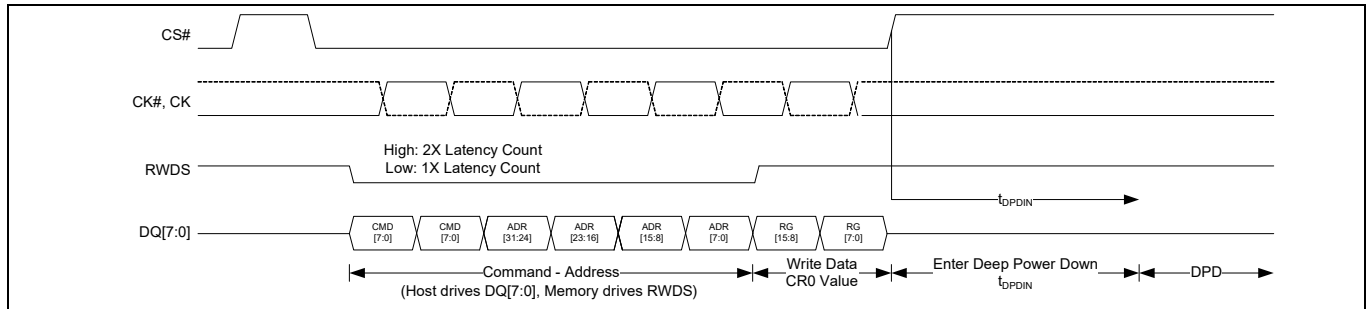 CS#
CK#, CK
High: 2X Latency Count
Low: 1X Latency Count
RWDS
tDPDIN
DQ[7:0]
CMD [7:0]
CMD [7:0]
ADR [31:24]
ADR [23:16]
ADR [15:8]
ADR [7:0]
RG [15:8]
RG [7:0]
Command - Address
(Host drives DQ[7:0], Memory drives RWDS)
Write Data
CR0 Value
Enter Deep Power Down
tDPDIN
DPD